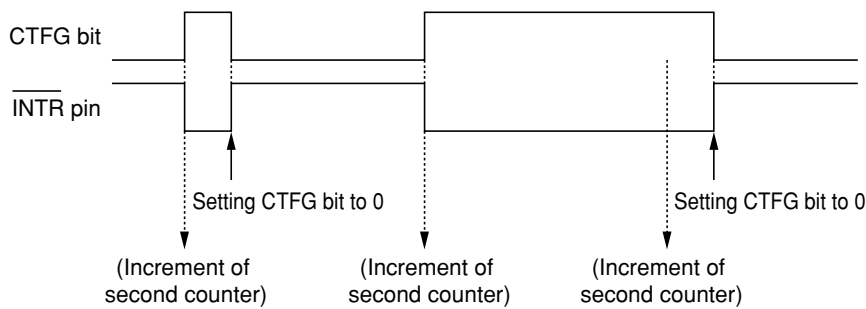 CTFG bit
INTR pin
Setting CTFG bit to 0
Setting CTFG bit to 0
(Increment of
second counter)
(Increment of
second counter)
(Increment of
second counter)